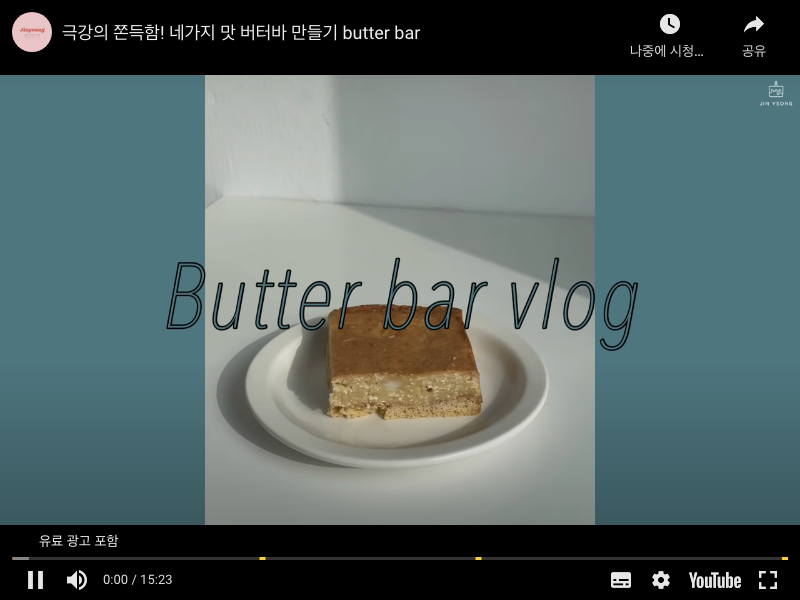 Jinyeong
극강의 쫀득함! 네가지 맛 버터바 만들기 butter bar
나중에 시청...
공유
JIN YEONG
Butter bar vlog
유료 광고 포함
0:00 / 15:23
YouTube